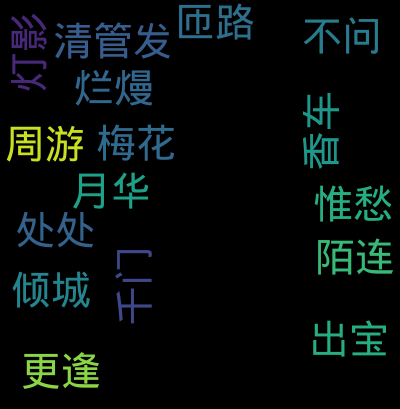 灯影
清管发
匝路
不问
烂熳
周游
梅花
香车
月华
惟愁
处处
陌连
千门
倾城
出宝
更逢